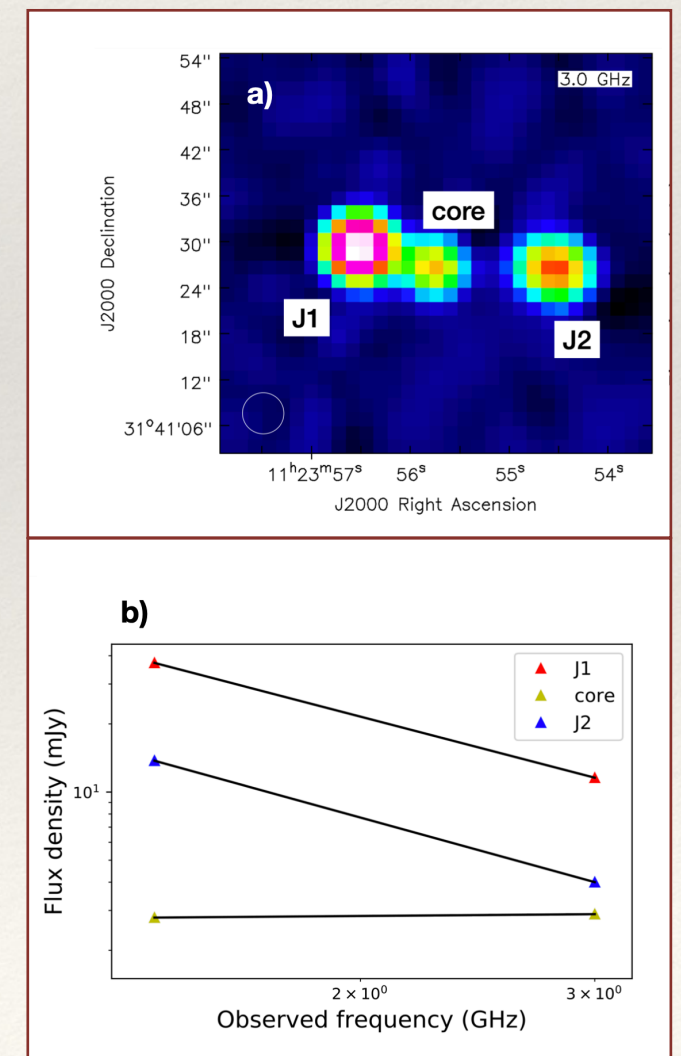 a)
3.0 GHz
54"
48"
42"
36"
30"
24"
18"
12"
31°41'06"
J2000 Declination
core
J1
J2
11ʰ23ᵐ57ˢ 56ˢ 55ˢ 54ˢ
J2000 Right Ascension
b)
J1
core
J2
Flux density (mJy)
10¹
2 × 10⁰ 3 × 10⁰
Observed frequency (GHz)